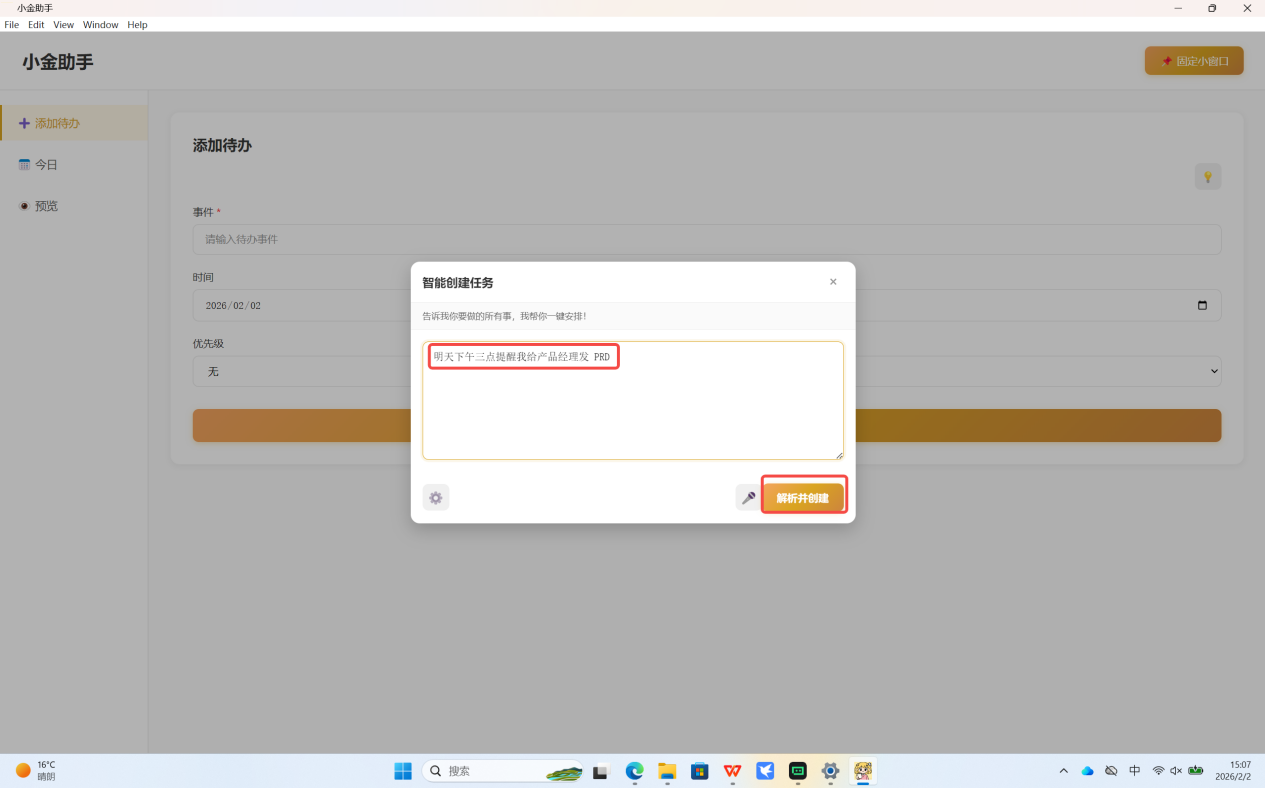 小金助手
File Edit View Window Help
小金助手
固定小窗口
添加待办
今日
预览
添加待办
事件 *
请输入待办事件
时间
2026/02/02
优先级
无
智能创建任务
×
告诉我你要做的所有事，我帮你一键安排！
明天下午三点提醒我给产品经理发 PRD
解析并创建
16°C
晴朗
搜索
中
15:07
2026/2/2